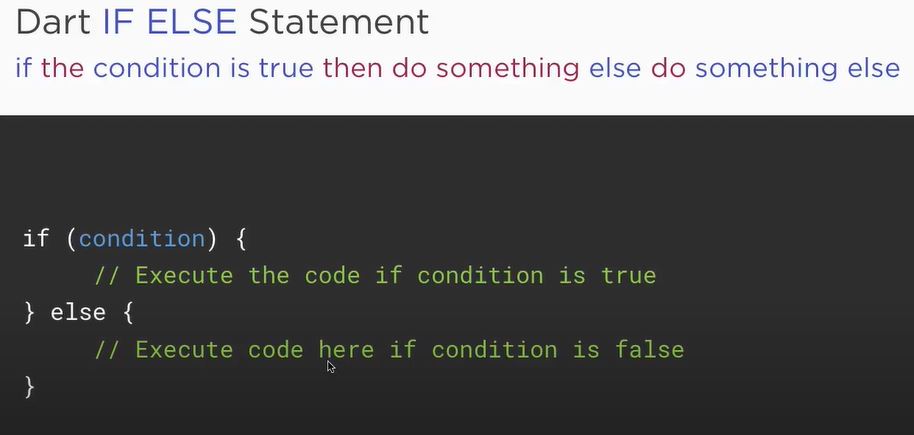 Dart IF ELSE Statement
if the condition is true then do something else do something else
if (condition) {
// Execute the code if condition is true
} else {
// Execute code here if condition is false
}